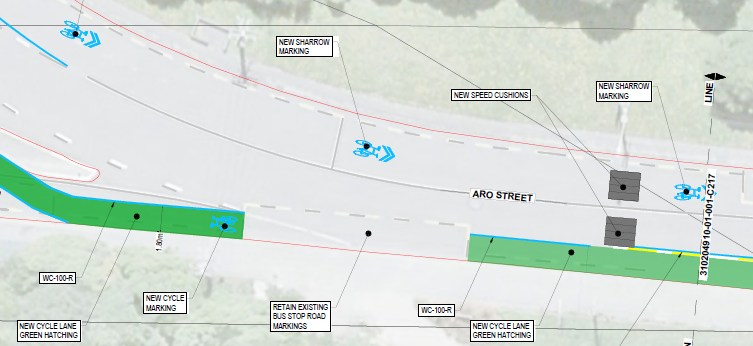 NEW SHARROW
MARKING
NEW SPEED CUSHIONS
NEW SHARROW
MARKING
LINE
ARO STREET
310204910-01-001-C217
1.80m
WC-100-R
NEW CYCLE
MARKING
RETAIN EXISTING
BUS STOP ROAD
MARKINGS
WC-100-R
NEW CYCLE LANE
GREEN HATCHING
NEW CYCLE LANE
GREEN HATCHING
N